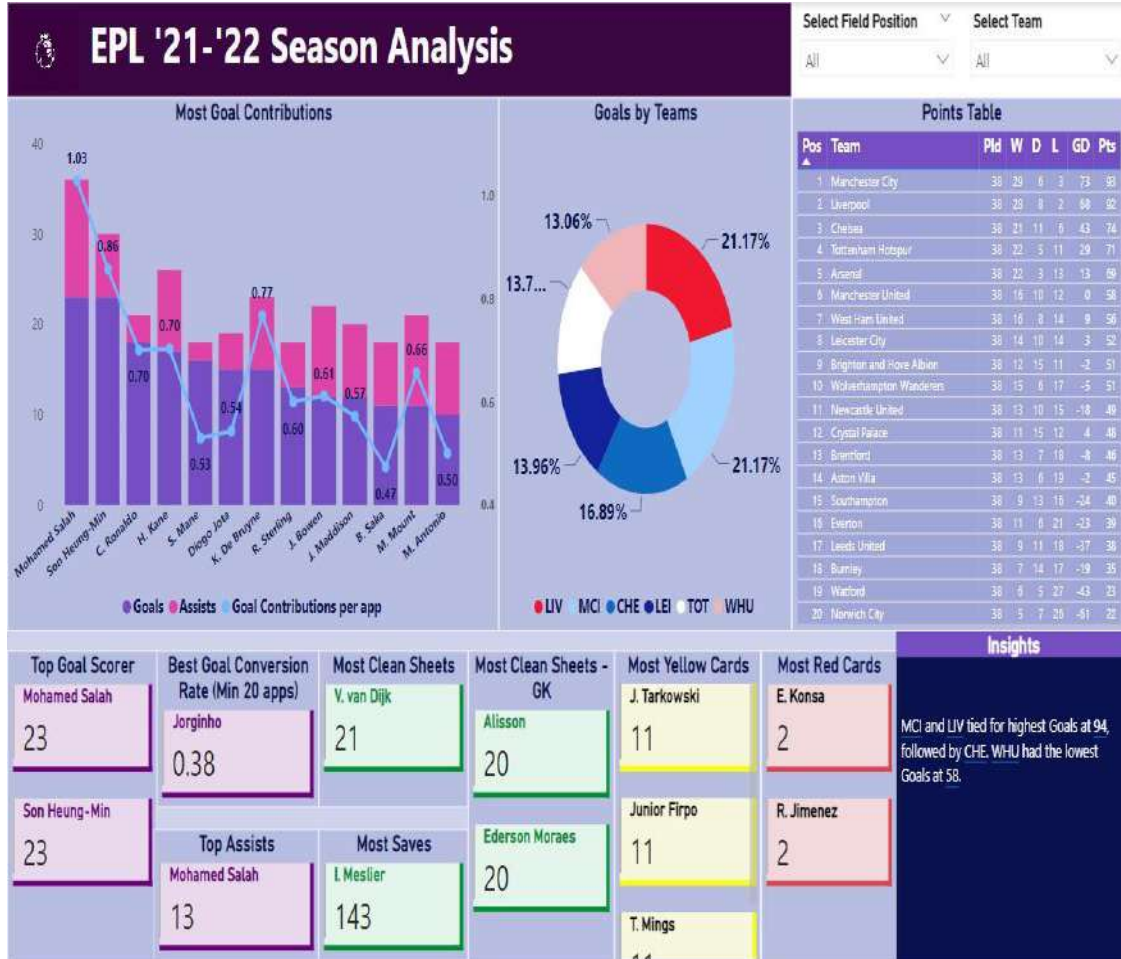 EPL '21-'22 Season Analysis
Select Field Position
All
Select Team
All
Most Goal Contributions
40
30
20
10
0
1.0
0.8
0.6
0.4
1.03
0.86
0.70
0.70
0.53
0.54
0.77
0.60
0.61
0.57
0.47
0.66
0.50
Mohamed Salah
Son Heung-Min
C. Ronaldo
H. Kane
S. Mane
Diogo Jota
K. De Bruyne
R. Sterling
J. Bowen
J. Maddison
B. Saka
M. Mount
M. Antonio
Goals Assists Goal Contributions per app
Goals by Teams
13.06%
21.17%
13.7...
13.96%
21.17%
16.89%
LIV MCI CHE LEI TOT WHU
Points Table
Pos Team Pld W D L GD Pts
1 Manchester City 38 29 6 3 73 93
2 Liverpool 38 28 8 2 68 92
3 Chelsea 38 21 11 6 43 74
4 Tottenham Hotspur 38 22 5 11 29 71
5 Arsenal 38 22 3 13 13 69
6 Manchester United 38 16 10 12 0 58
7 West Ham United 38 16 8 14 9 56
8 Leicester City 38 14 10 14 3 52
9 Brighton and Hove Albion 38 12 15 11 -2 51
10 Wolverhampton Wanderers 38 15 6 17 -5 51
11 Newcastle United 38 13 10 15 -18 49
12 Crystal Palace 38 11 15 12 4 48
13 Brentford 38 13 7 18 -8 46
14 Aston Villa 38 13 6 19 -2 45
15 Southampton 38 9 13 16 -24 40
16 Everton 38 11 6 21 -23 39
17 Leeds United 38 9 11 18 -37 38
18 Burnley 38 7 14 17 -19 35
19 Watford 38 6 5 27 -43 23
20 Norwich City 38 5 7 26 -61 22
Top Goal Scorer
Mohamed Salah
23
Son Heung-Min
23
Best Goal Conversion
Rate (Min 20 apps)
Jorginho
0.38
Top Assists
Mohamed Salah
13
Most Clean Sheets
V. van Dijk
21
Most Saves
I. Meslier
143
Most Clean Sheets -
GK
Alisson
20
Ederson Moraes
20
Most Yellow Cards
J. Tarkowski
11
Junior Firpo
11
T. Mings
Most Red Cards
E. Konsa
2
R. Jimenez
2
Insights
MCI and LIV tied for highest Goals at 94,
followed by CHE. WHU had the lowest
Goals at 58.